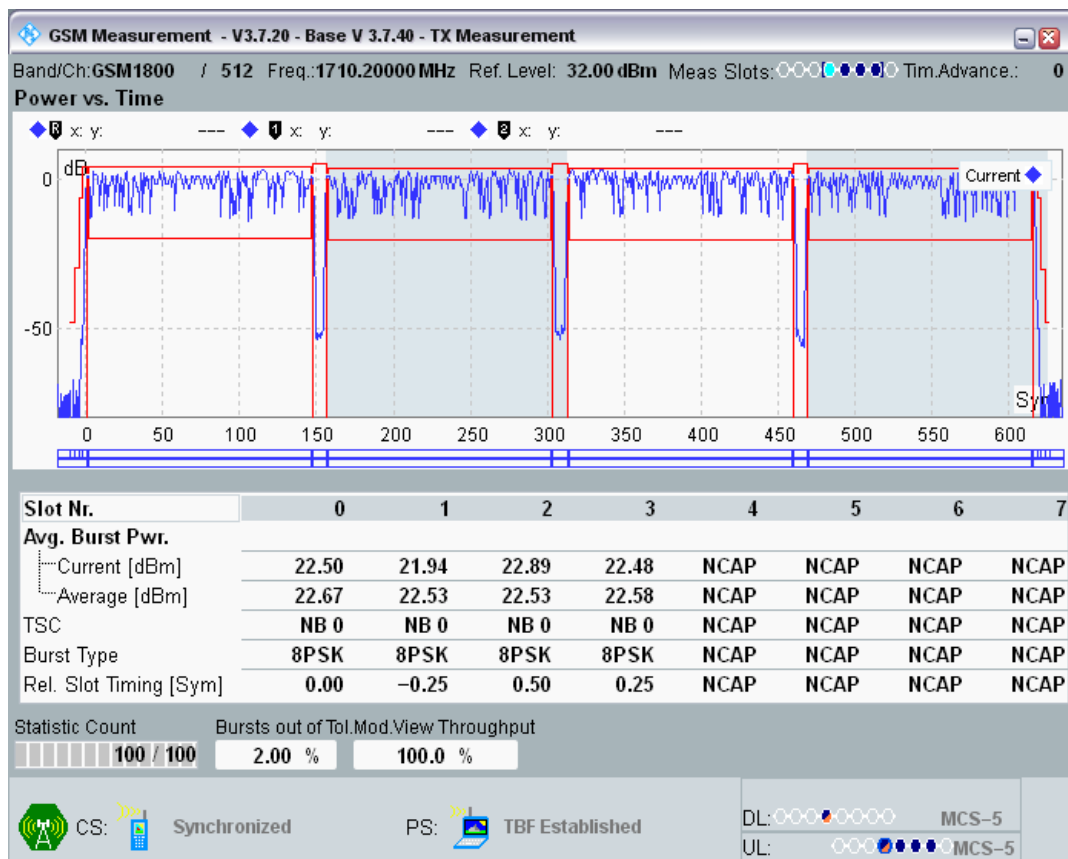 GSM Measurement - V3.7.20 - Base V 3.7.40 - TX Measurement
Band/Ch:GSM1800 / 512 Freq.:1710.20000 MHz Ref. Level: 32.00 dBm Meas Slots: Tim.Advance.: 0
Power vs. Time
R x: y: --- 1 x: y: --- 2 x: y: ---
dB
0
Current
-50
Sym
0 50 100 150 200 250 300 350 400 450 500 550 600
Slot Nr. 0 1 2 3 4 5 6 7
Avg. Burst Pwr.
Current [dBm] 22.50 21.94 22.89 22.48 NCAP NCAP NCAP NCAP
Average [dBm] 22.67 22.53 22.53 22.58 NCAP NCAP NCAP NCAP
TSC NB 0 NB 0 NB 0 NB 0 NCAP NCAP NCAP NCAP
Burst Type 8PSK 8PSK 8PSK 8PSK NCAP NCAP NCAP NCAP
Rel. Slot Timing [Sym] 0.00 −0.25 0.50 0.25 NCAP NCAP NCAP NCAP
Statistic Count Bursts out of Tol.Mod.View Throughput
100 / 100 2.00 % 100.0 %
CS: Synchronized PS: TBF Established
DL: MCS−5
UL: MCS−5